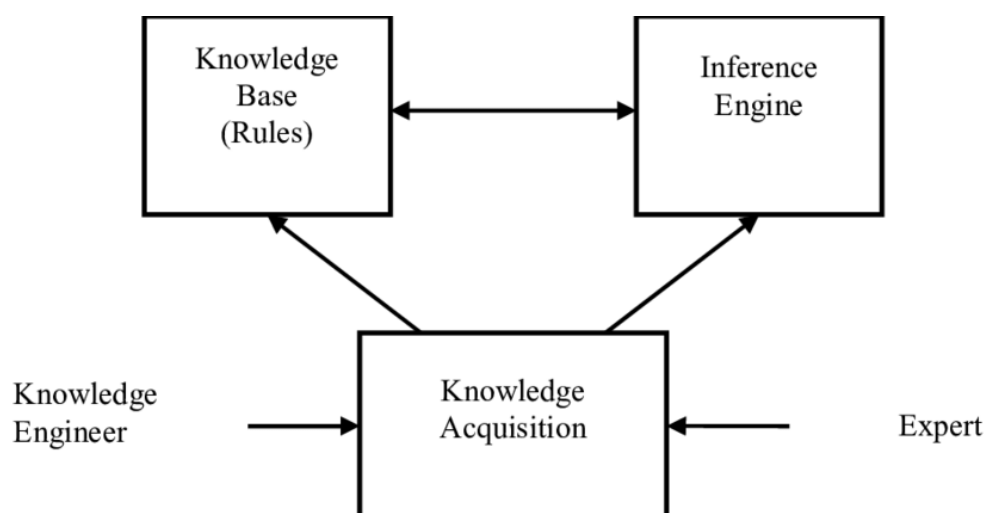 Knowledge
Base
(Rules)
Inference
Engine
Knowledge
Engineer
Knowledge
Acquisition
Expert